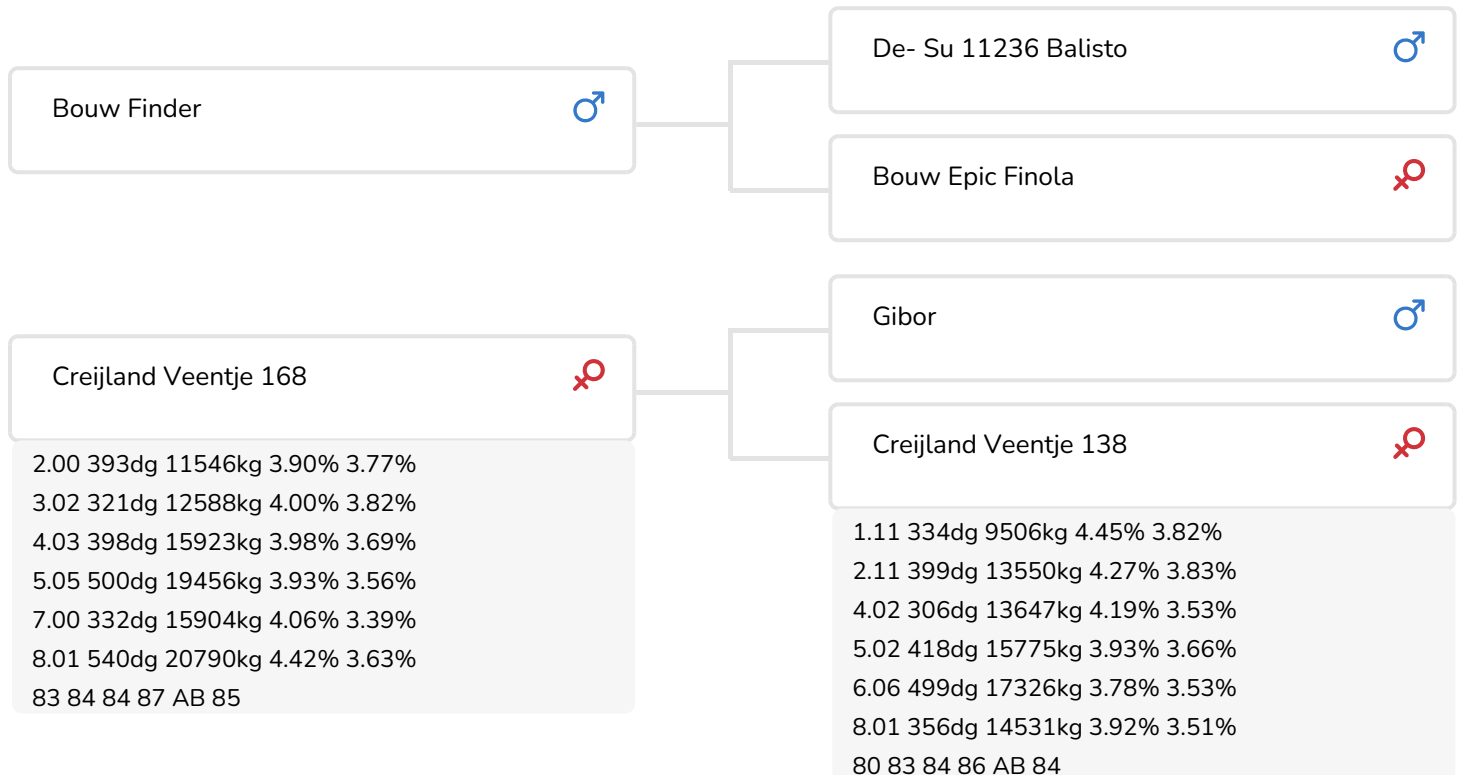 De- Su 11236 Balisto
Bouw Finder
Bouw Epic Finola
Gibor
Creijland Veentje 168
2.00 393dg 11546kg 3.90% 3.77%
3.02 321dg 12588kg 4.00% 3.82%
4.03 398dg 15923kg 3.98% 3.69%
5.05 500dg 19456kg 3.93% 3.56%
7.00 332dg 15904kg 4.06% 3.39%
8.01 540dg 20790kg 4.42% 3.63%
83 84 84 87 AB 85
Creijland Veentje 138
1.11 334dg 9506kg 4.45% 3.82%
2.11 399dg 13550kg 4.27% 3.83%
4.02 306dg 13647kg 4.19% 3.53%
5.02 418dg 15775kg 3.93% 3.66%
6.06 499dg 17326kg 3.78% 3.53%
8.01 356dg 14531kg 3.92% 3.51%
80 83 84 86 AB 84